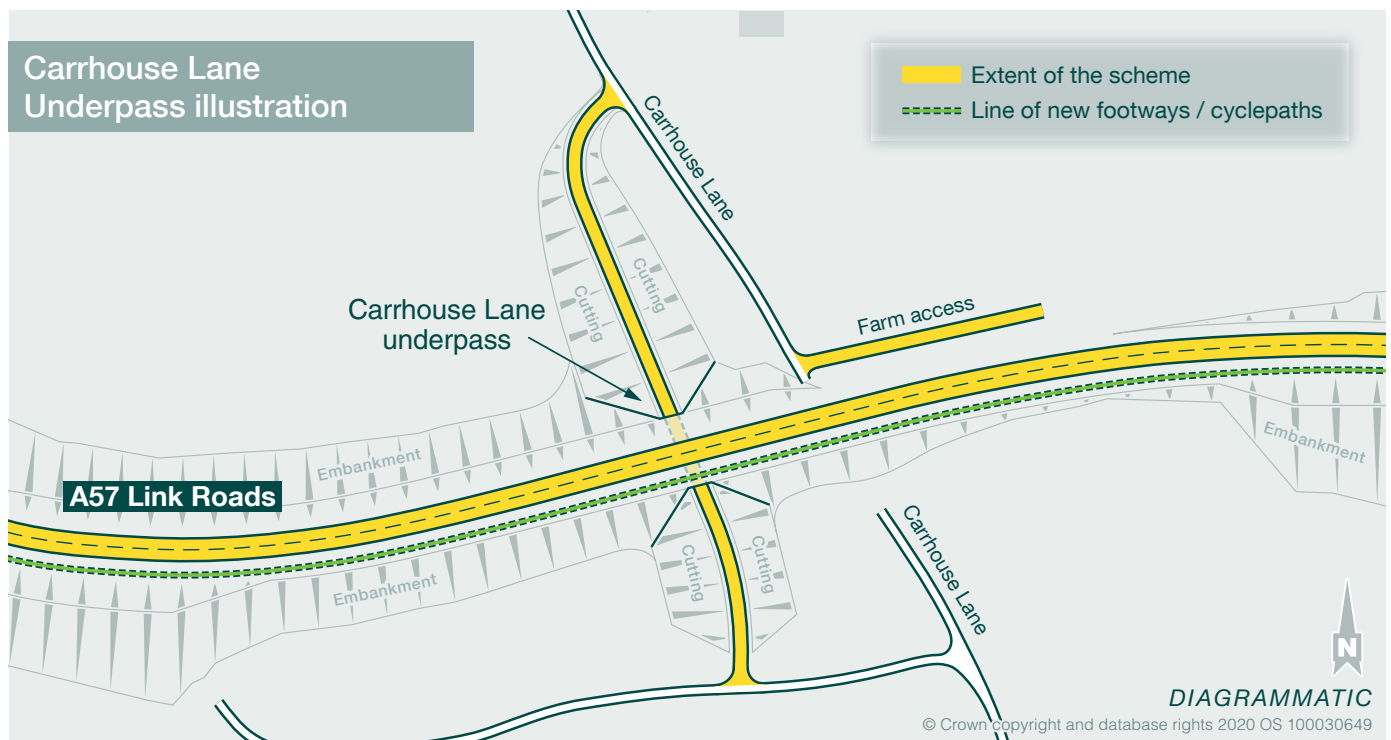 Carrhouse Lane
Underpass illustration
Extent of the scheme
Line of new footways / cyclepaths
Carrhouse Lane
Cutting
Cutting
Carrhouse Lane
underpass
Farm access
Embankment
Embankment
A57 Link Roads
Carrhouse Lane
Cutting
Cutting
Embankment
N
DIAGRAMMATIC
© Crown copyright and database rights 2020 OS 100030649